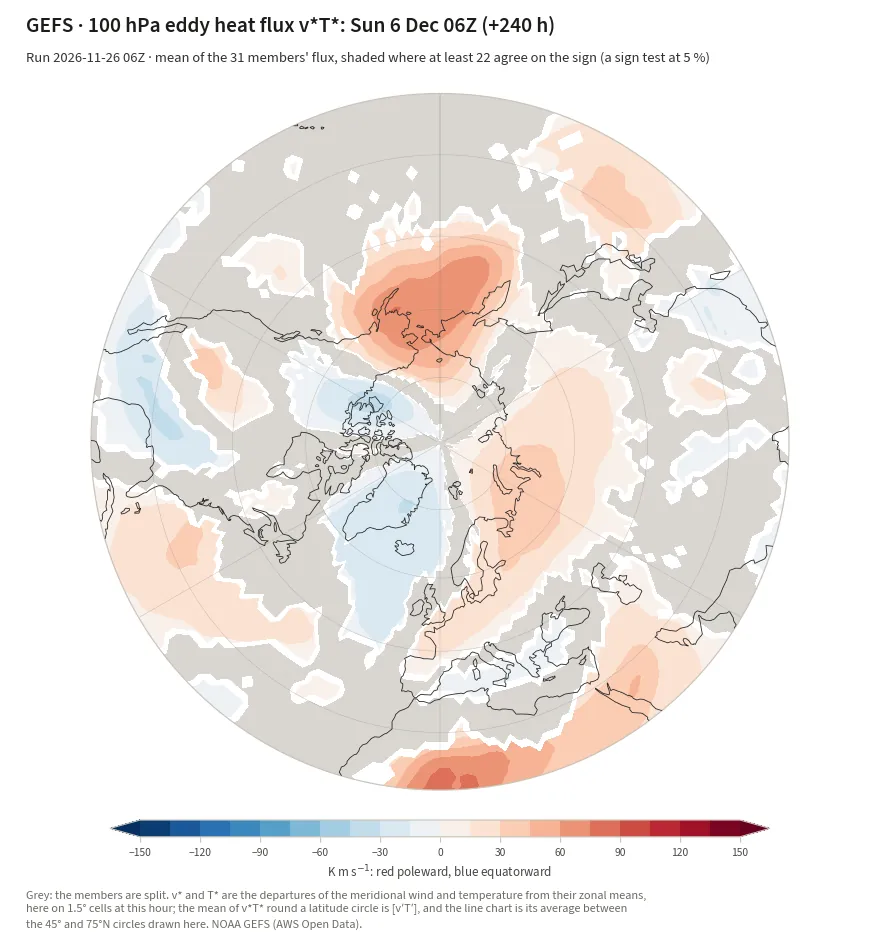 GEFS · 100 hPa eddy heat flux v*T*: Sun 6 Dec 06Z (+240 h)
Run 2026-11-26 06Z · mean of the 31 members' flux, shaded where at least 22 agree on the sign (a sign test at 5 %)
−150 −120 −90 −60 −30 0 30 60 90 120 150
K m s⁻¹: red poleward, blue equatorward
Grey: the members are split. v* and T* are the departures of the meridional wind and temperature from their zonal means,
here on 1.5° cells at this hour; the mean of v*T* round a latitude circle is [v'T'], and the line chart is its average between
the 45° and 75°N circles drawn here. NOAA GEFS (AWS Open Data).